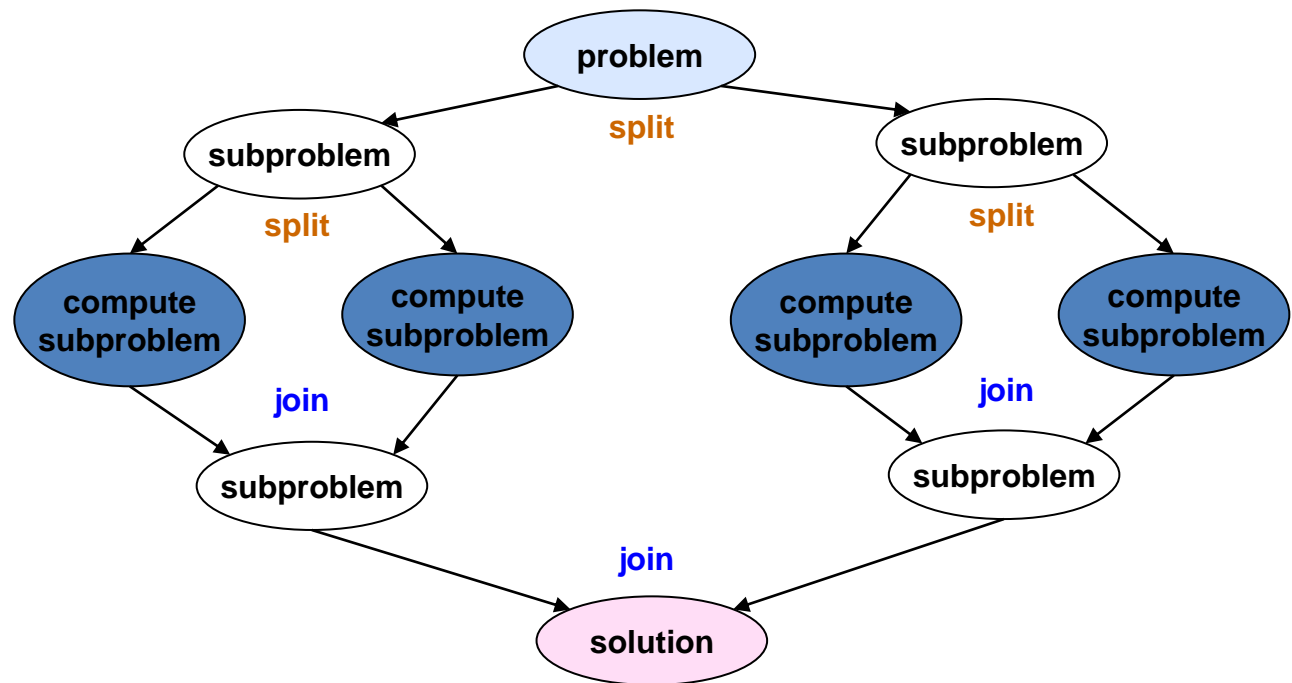 problem
split
subproblem
subproblem
split
split
compute
subproblem
compute
subproblem
compute
subproblem
compute
subproblem
join
join
subproblem
subproblem
join
solution